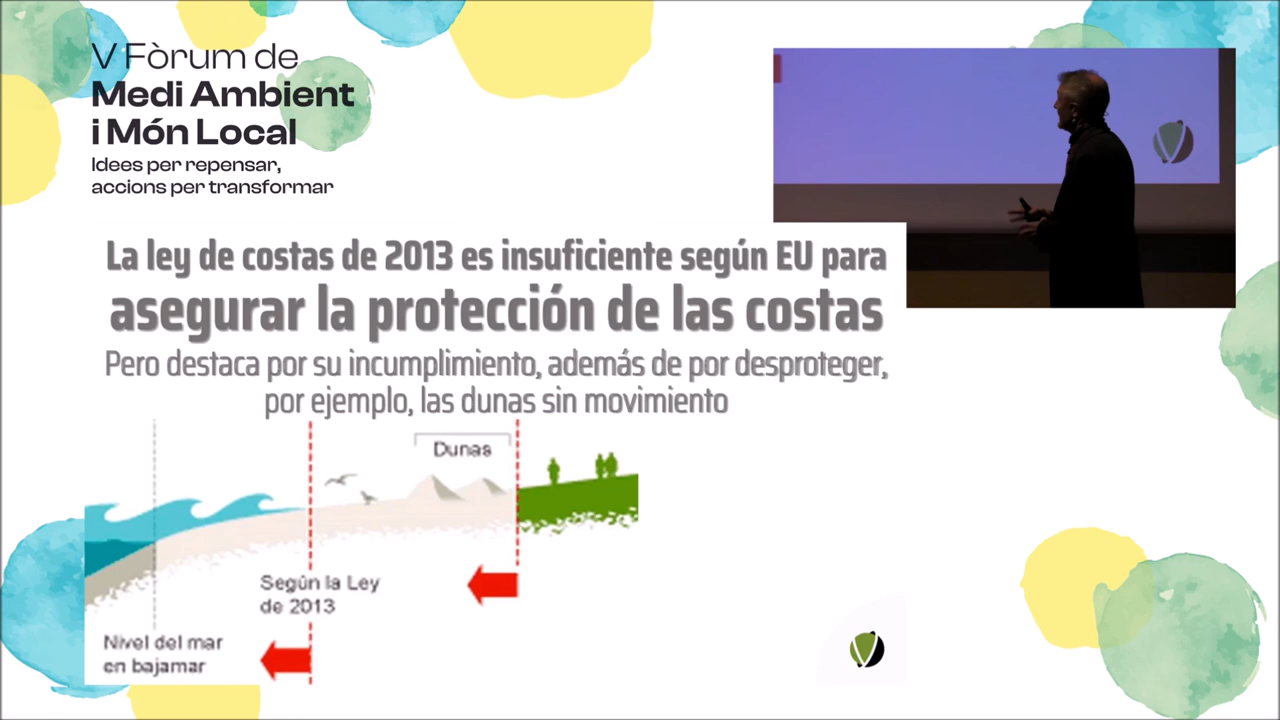 V Fòrum de
Medi Ambient
i Món Local
Idees per repensar,
accions per transformar
La ley de costas de 2013 es insuficiente según EU para
asegurar la protección de las costas
Pero destaca por su incumplimiento, además de por desproteger,
por ejemplo, las dunas sin movimiento
Dunas
Según la Ley
de 2013
Nivel del mar
en bajamar